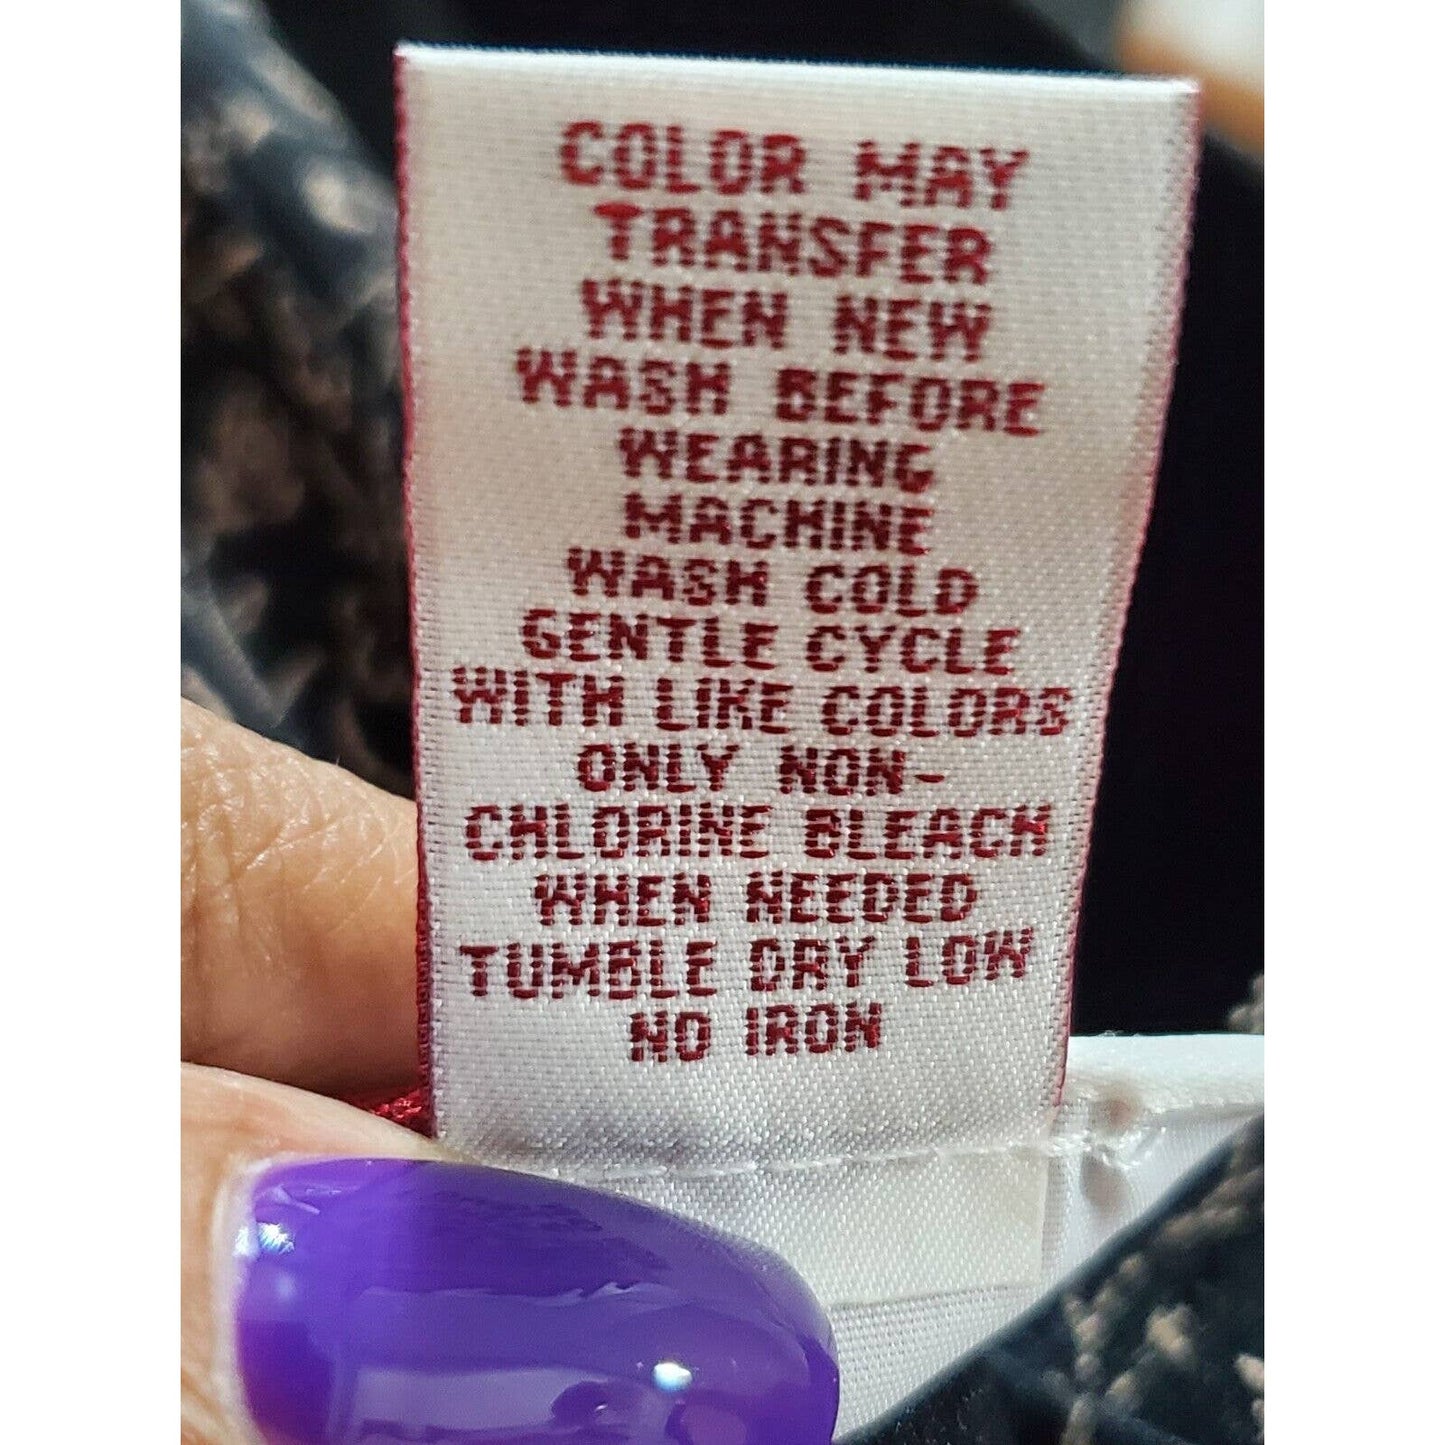 COLOR MAY
TRANSFER
WHEN NEW
WASH BEFORE
WEARING
MACHINE
WASH COLD
GENTLE CYCLE
WITH LIKE COLORS
ONLY NON-
CHLORINE BLEACH
WHEN NEEDED
TUMBLE DRY LOW
NO IRON